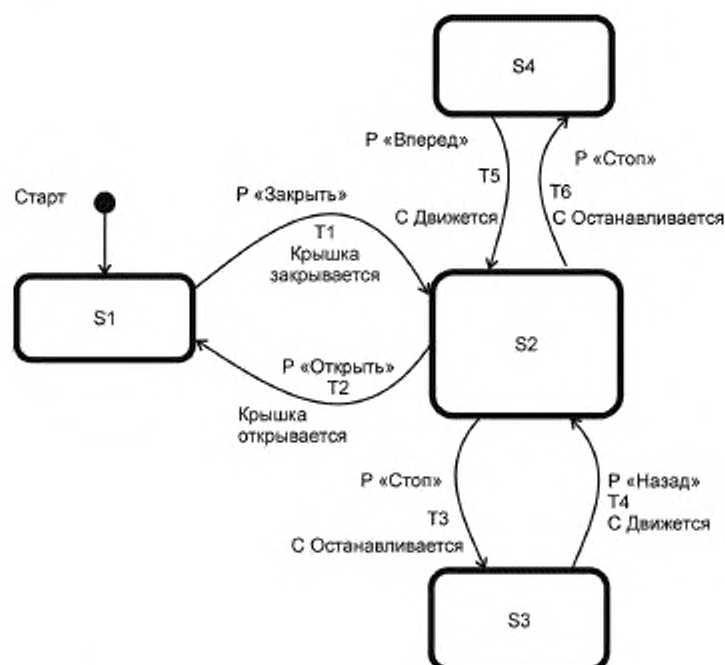 S4
Р «Вперед»
Р «Стоп»
T5
T6
С Движется
С Останавливается
Старт
Р «Закрыть»
T1
Крышка
закрывается
S1
S2
Р «Открыть»
T2
Крышка
открывается
Р «Стоп»
T3
С Останавливается
Р «Назад»
T4
С Движется
S3